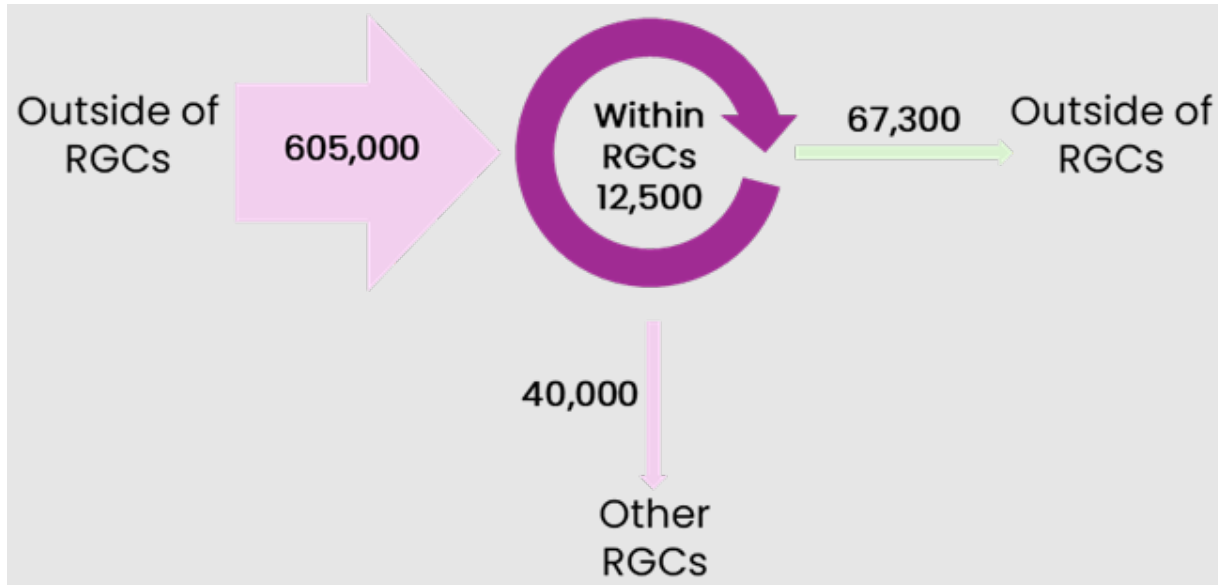 Outside of
RGCs
605,000
Within
RGCs
12,500
67,300
Outside of
RGCs
40,000
Other
RGCs